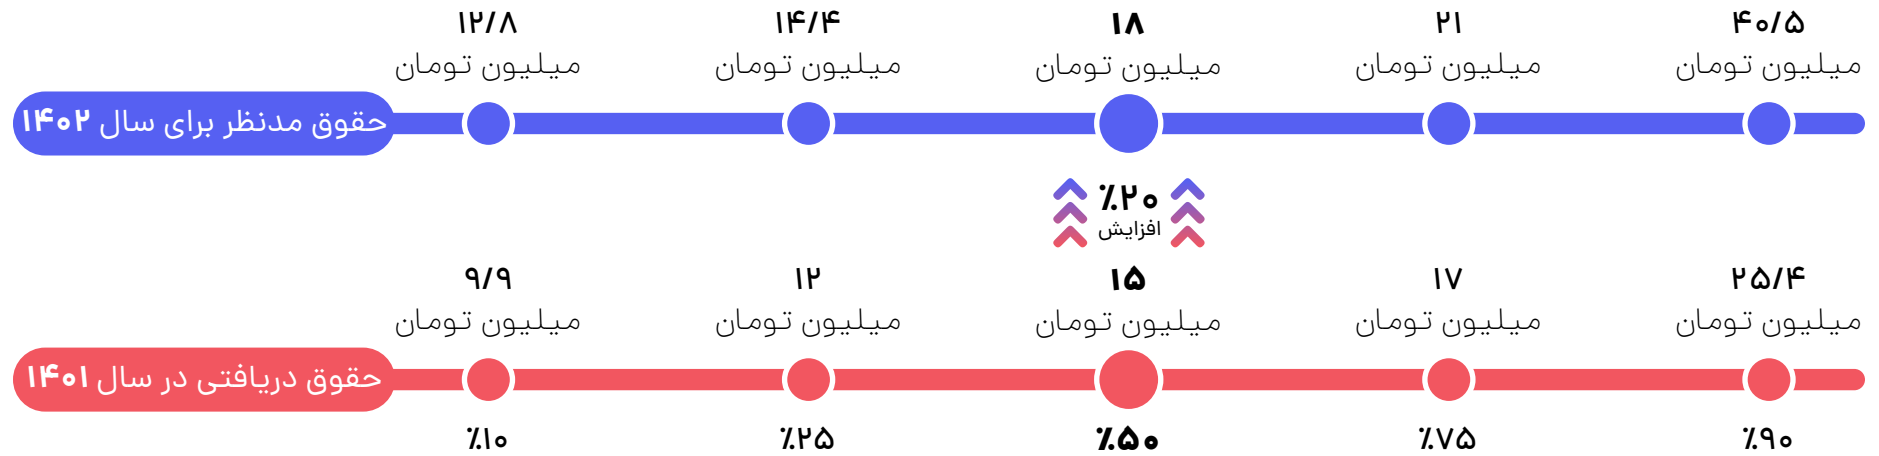 ۱۲/۸ ۱۴/۴ ۱۸ ۲۱ ۴۰/۵
میلیون تومان میلیون تومان میلیون تومان میلیون تومان میلیون تومان
حقوق مدنظر برای سال ۱۴۰۲
٪۲۰
افزایش
۹/۹ ۱۲ ۱۵ ۱۷ ۲۵/۴
میلیون تومان میلیون تومان میلیون تومان میلیون تومان میلیون تومان
حقوق دریافتی در سال ۱۴۰۱
٪۱۰ ٪۲۵ ٪۵۰ ٪۷۵ ٪۹۰